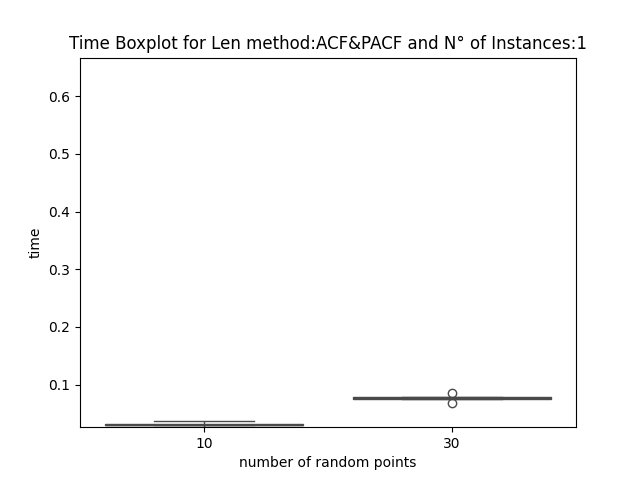 Time Boxplot for Len method:ACF&PACF and N° of Instances:1
0.6
0.5
0.4
0.3
0.2
0.1
time
10 30
number of random points